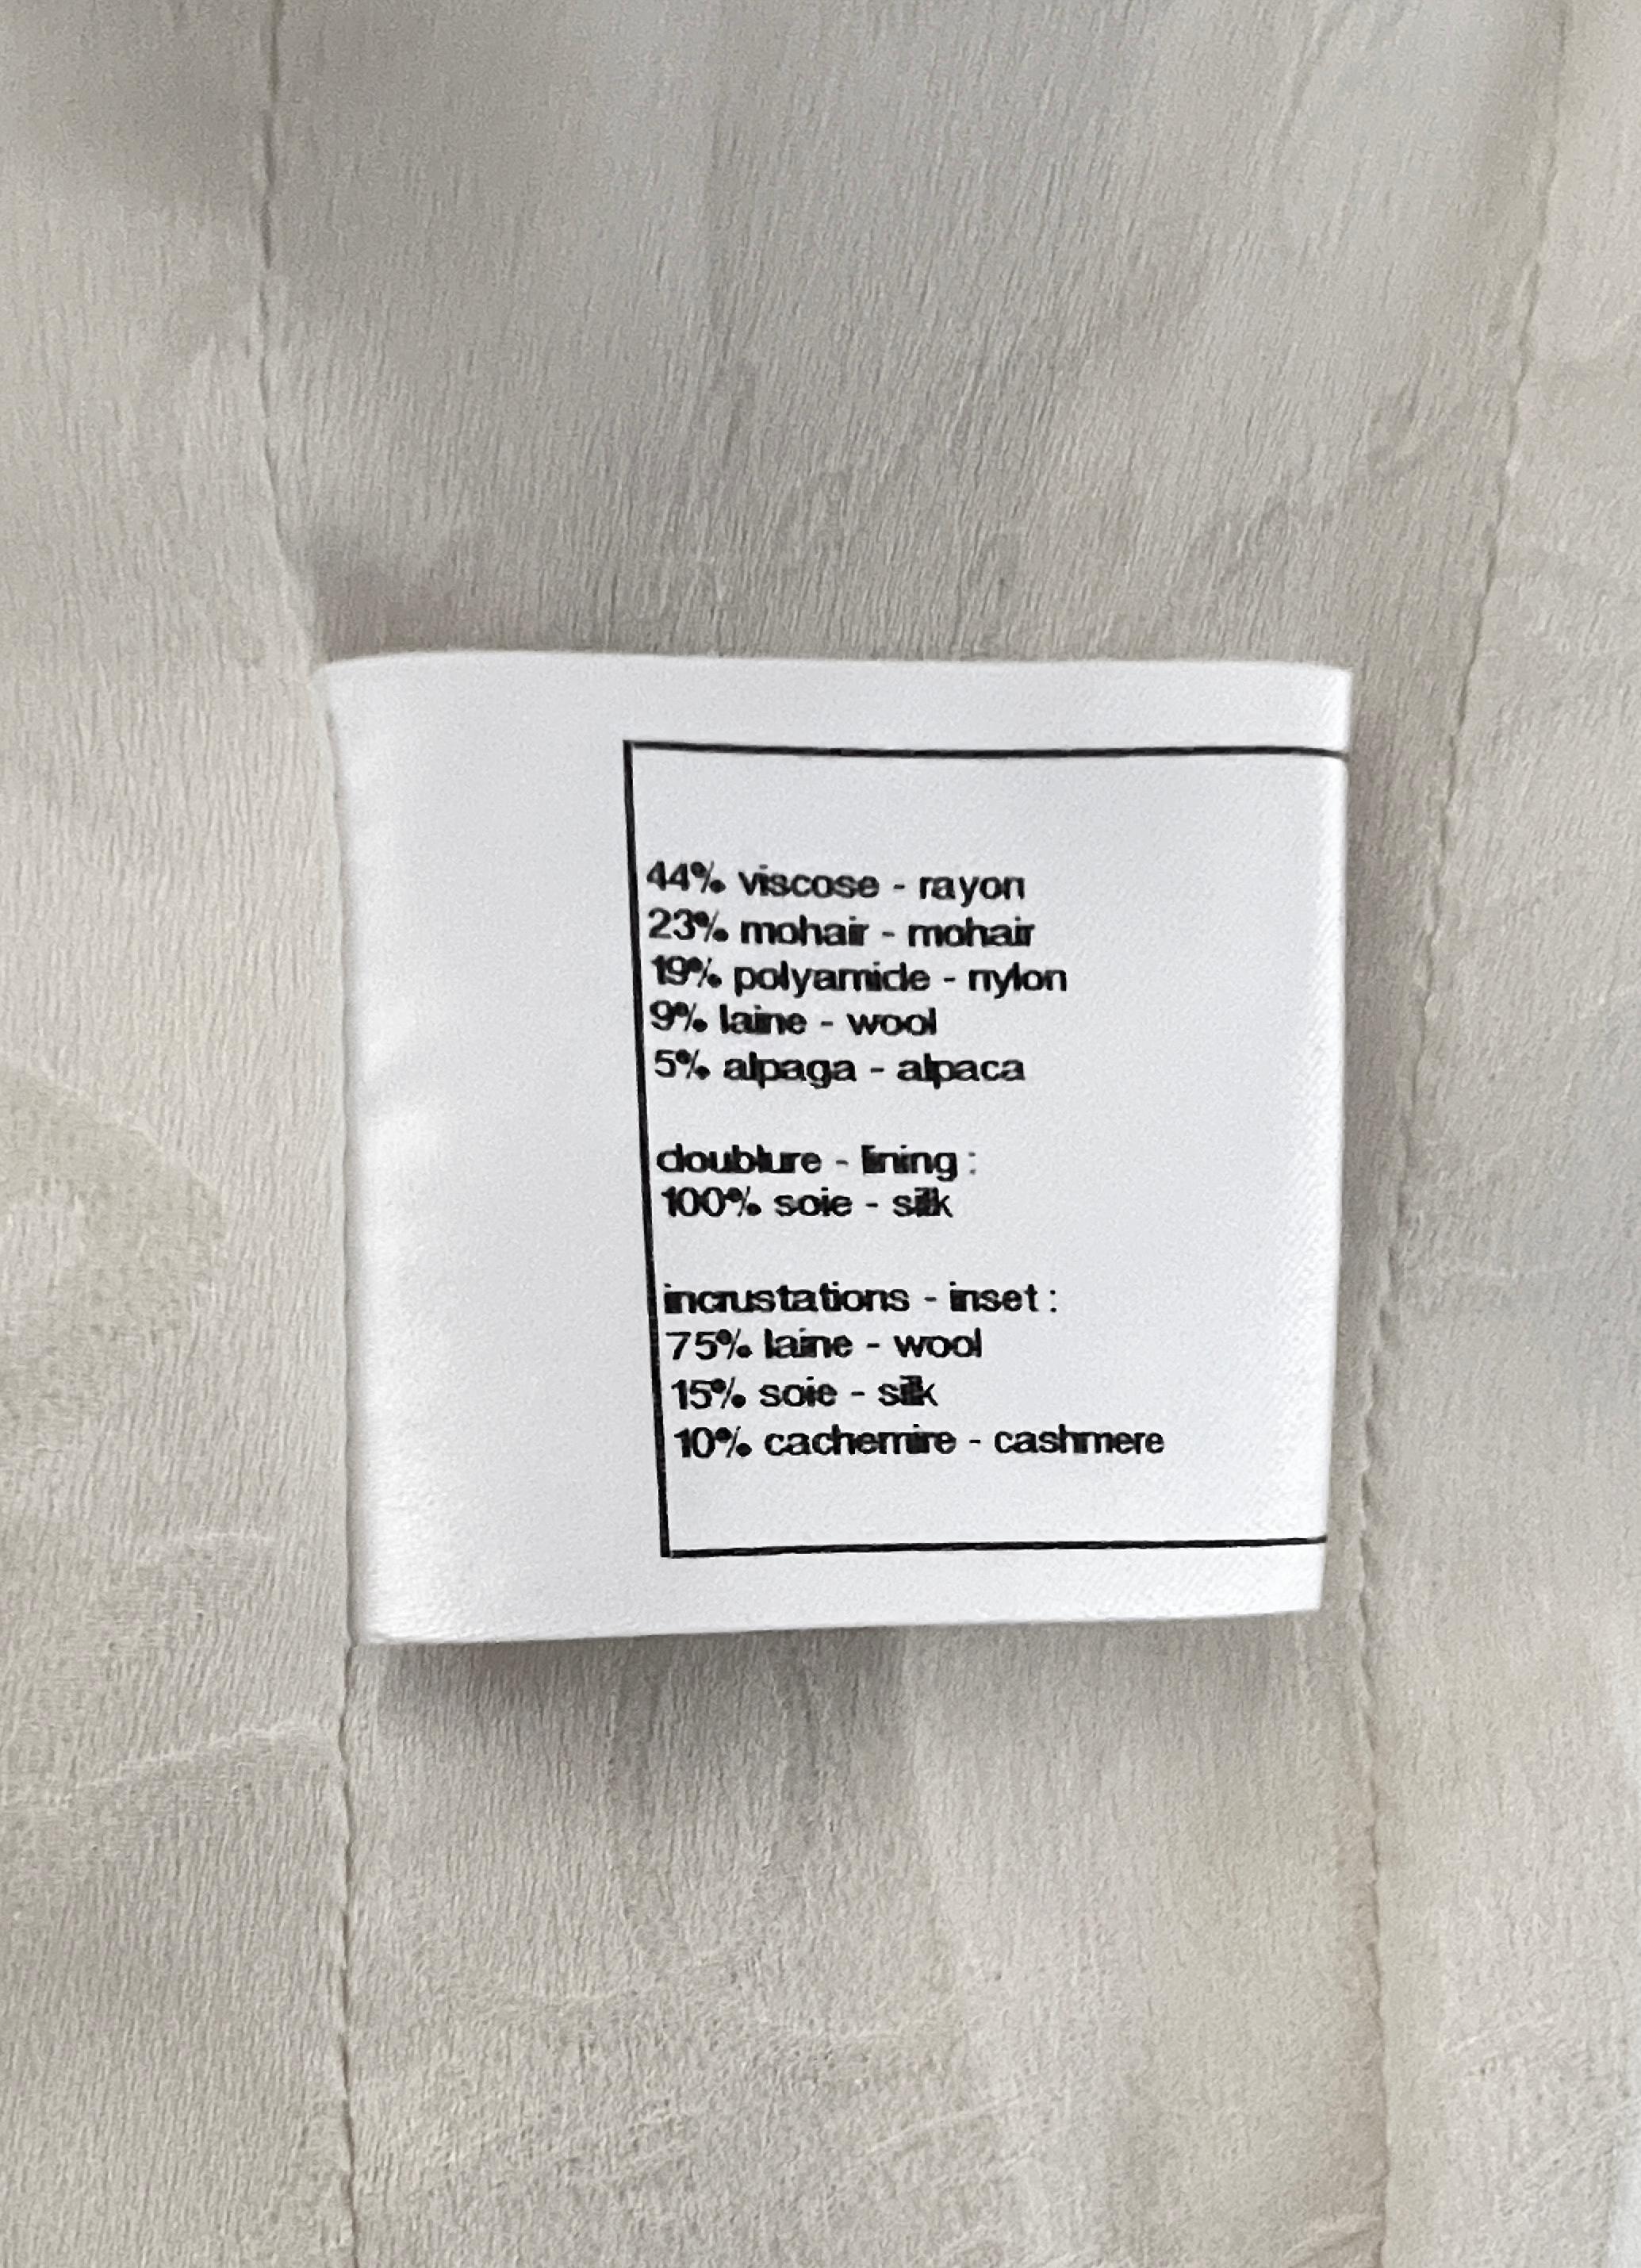 44% viscose - rayon
23% mohair - mohair
19% polyamide - nylon
9% laine - wool
5% alpaga - alpaca
doublure - lining :
100% soie - silk
incrustations - inset :
75% laine - wool
15% soie - silk
10% cachemire - cashmere